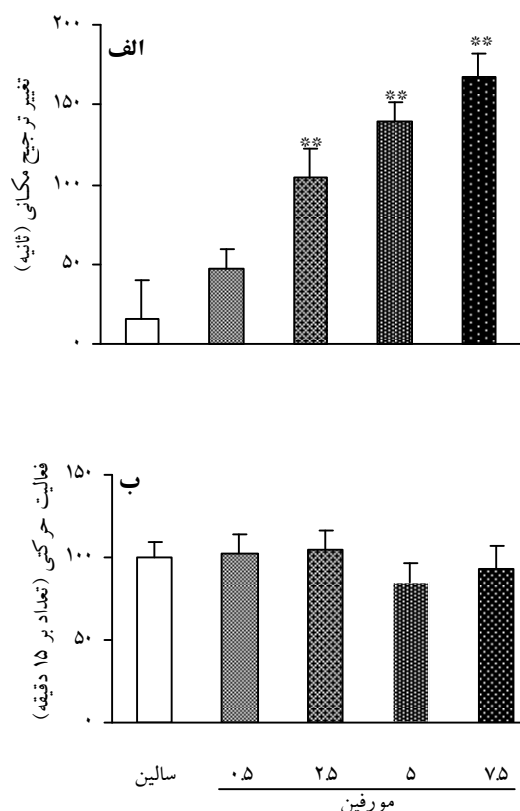 الف
تغییر ترجیح مکانی (ثانیه)
۲۰۰
۱۵۰
۱۰۰
۵۰
۰
**
**
**
ب
فعالیت حرکتی (تعداد بر ۱۵ دقیقه)
۱۵۰
۱۰۰
۵۰
۰
سالین ۰.۵ ۲.۵ ۵ ۷.۵
مورفین